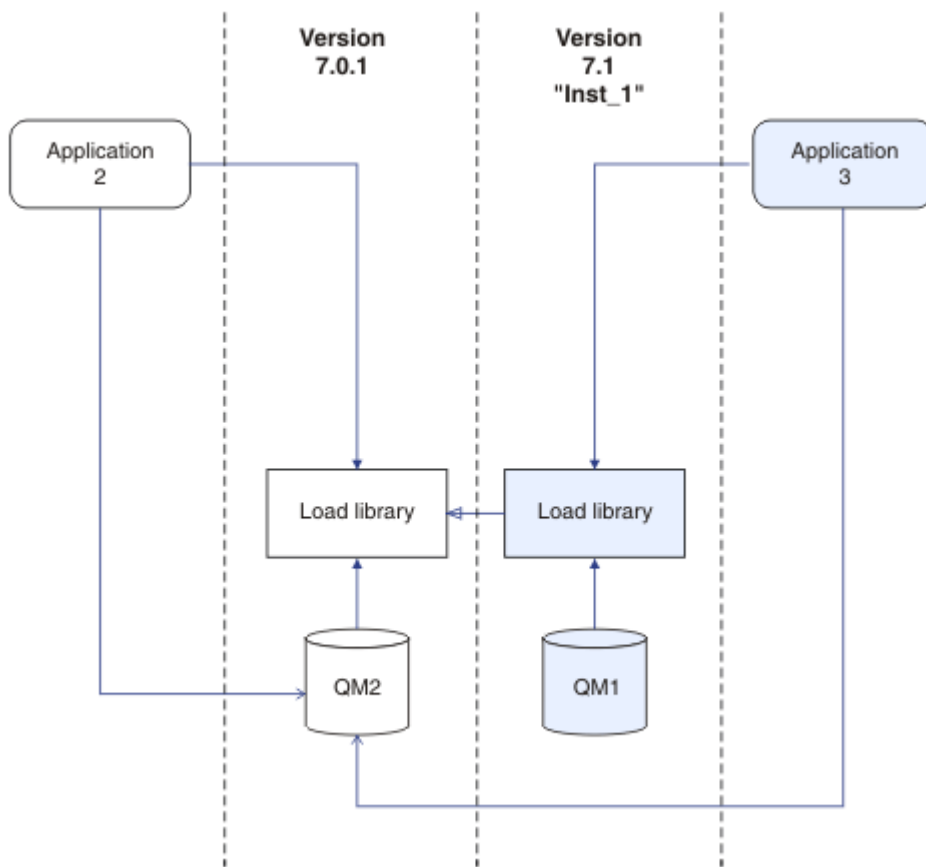 Version
7.0.1
Version
7.1
"Inst_1"
Application
2
Application
3
Load library
Load library
QM2
QM1